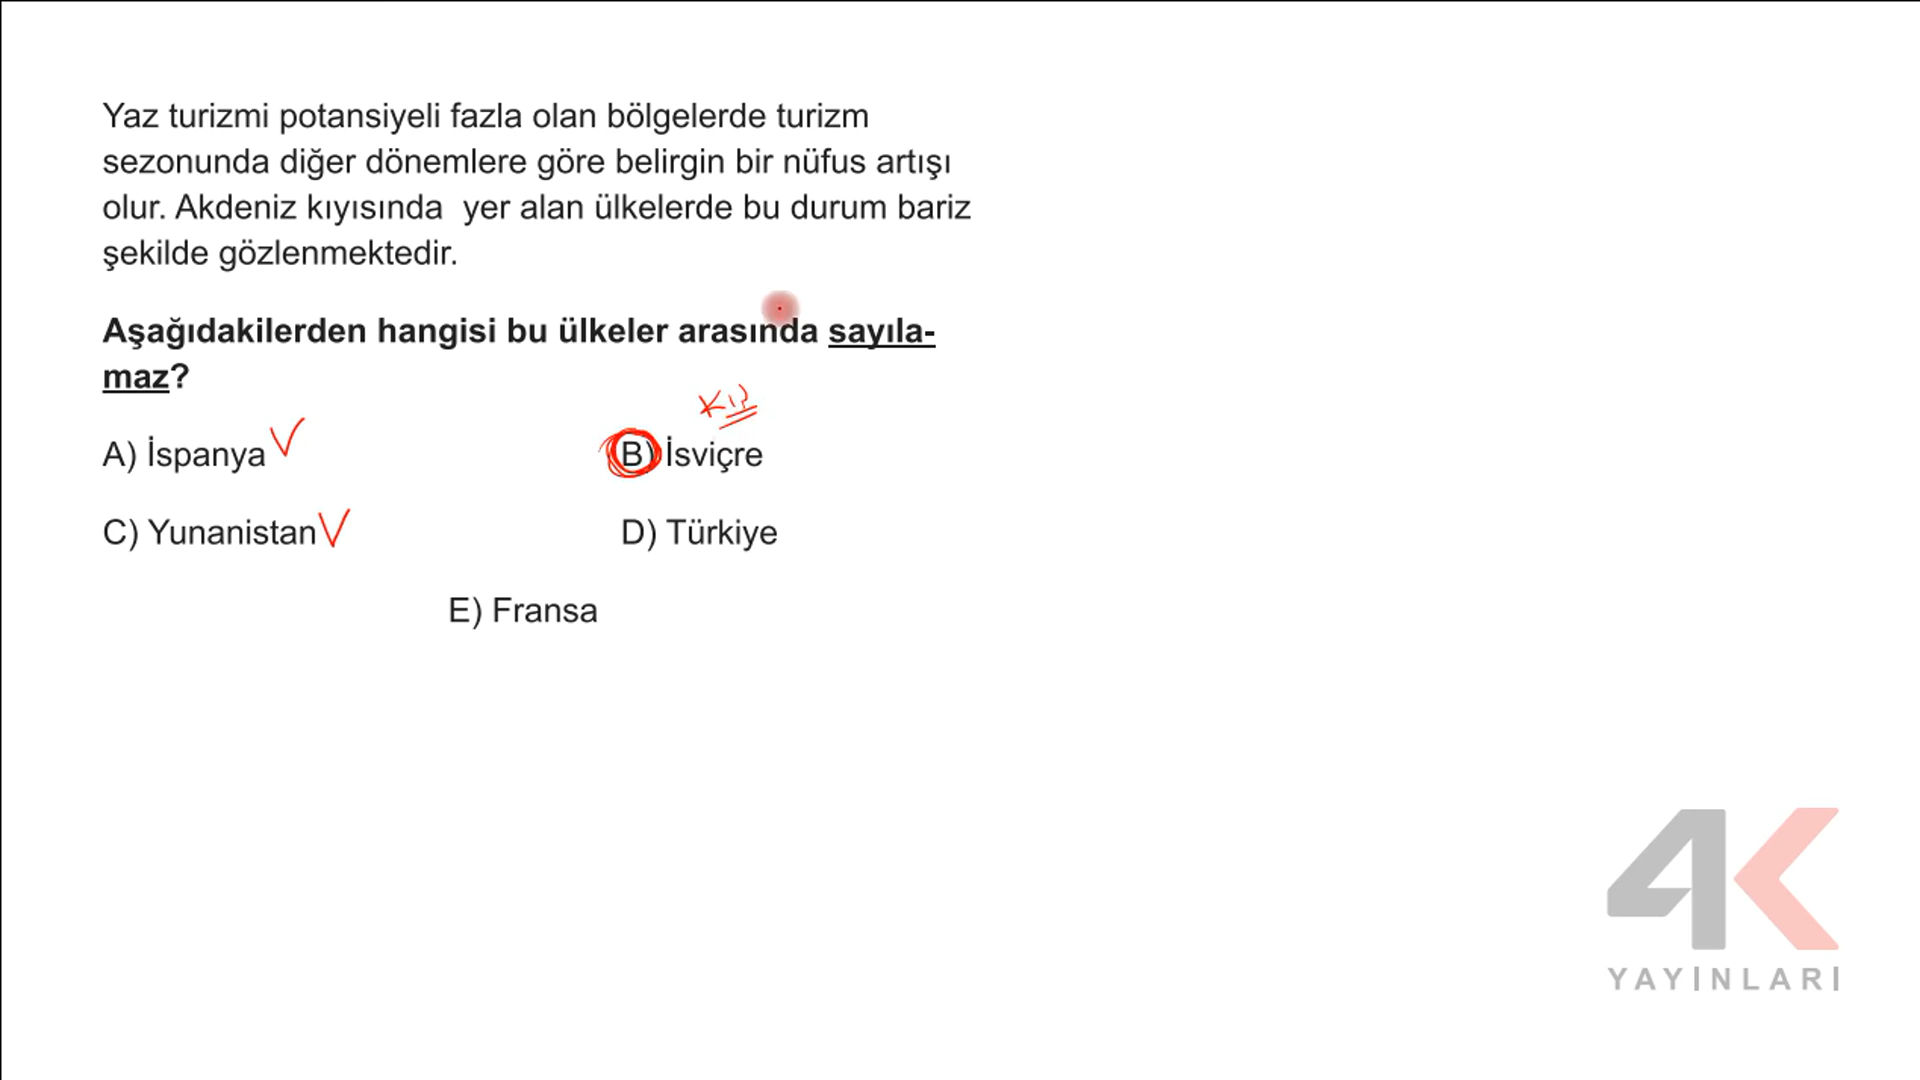 Yaz turizmi potansiyeli fazla olan bölgelerde turizm
sezonunda diğer dönemlere göre belirgin bir nüfus artışı
olur. Akdeniz kıyısında yer alan ülkelerde bu durum bariz
şekilde gözlenmektedir.
Aşağıdakilerden hangisi bu ülkeler arasında sayıla-
maz?
Kış
A) İspanya
B) İsviçre
C) Yunanistan
D) Türkiye
E) Fransa
4K
YAYINLARI